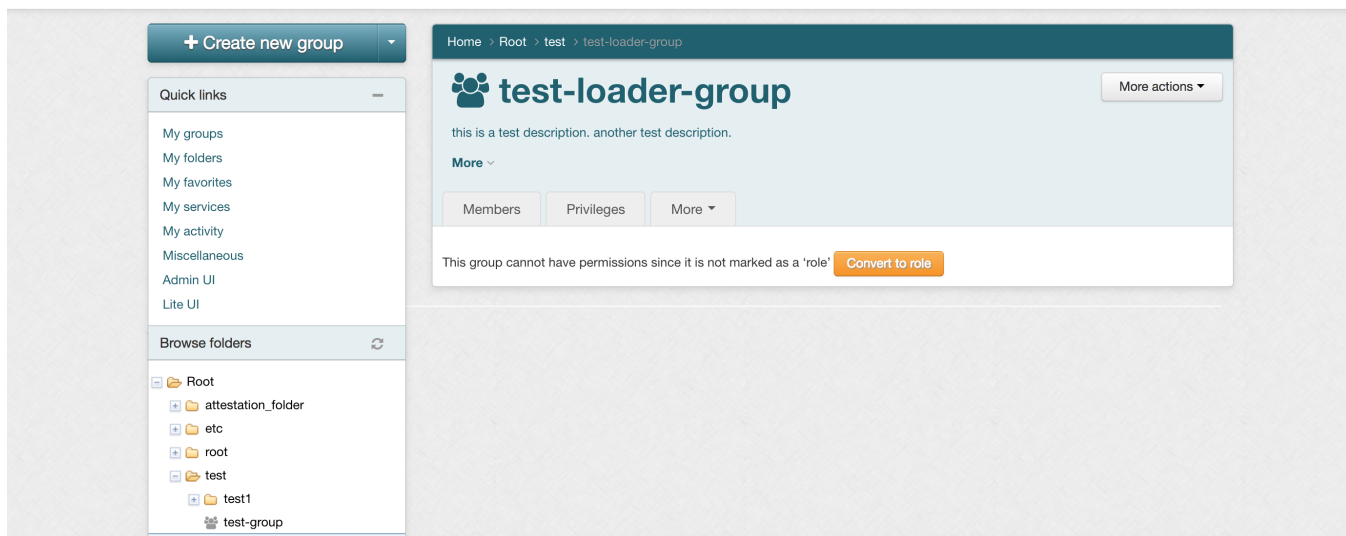 Create new group
Quick links
My groups
My folders
My favorites
My services
My activity
Miscellaneous
Admin UI
Lite UI
Browse folders
Root
attestation_folder
etc
root
test
test1
test-group
Home > Root > test > test-loader-group
test-loader-group
More actions
this is a test description. another test description.
More
Members Privileges More
This group cannot have permissions since it is not marked as a ‘role’ Convert to role